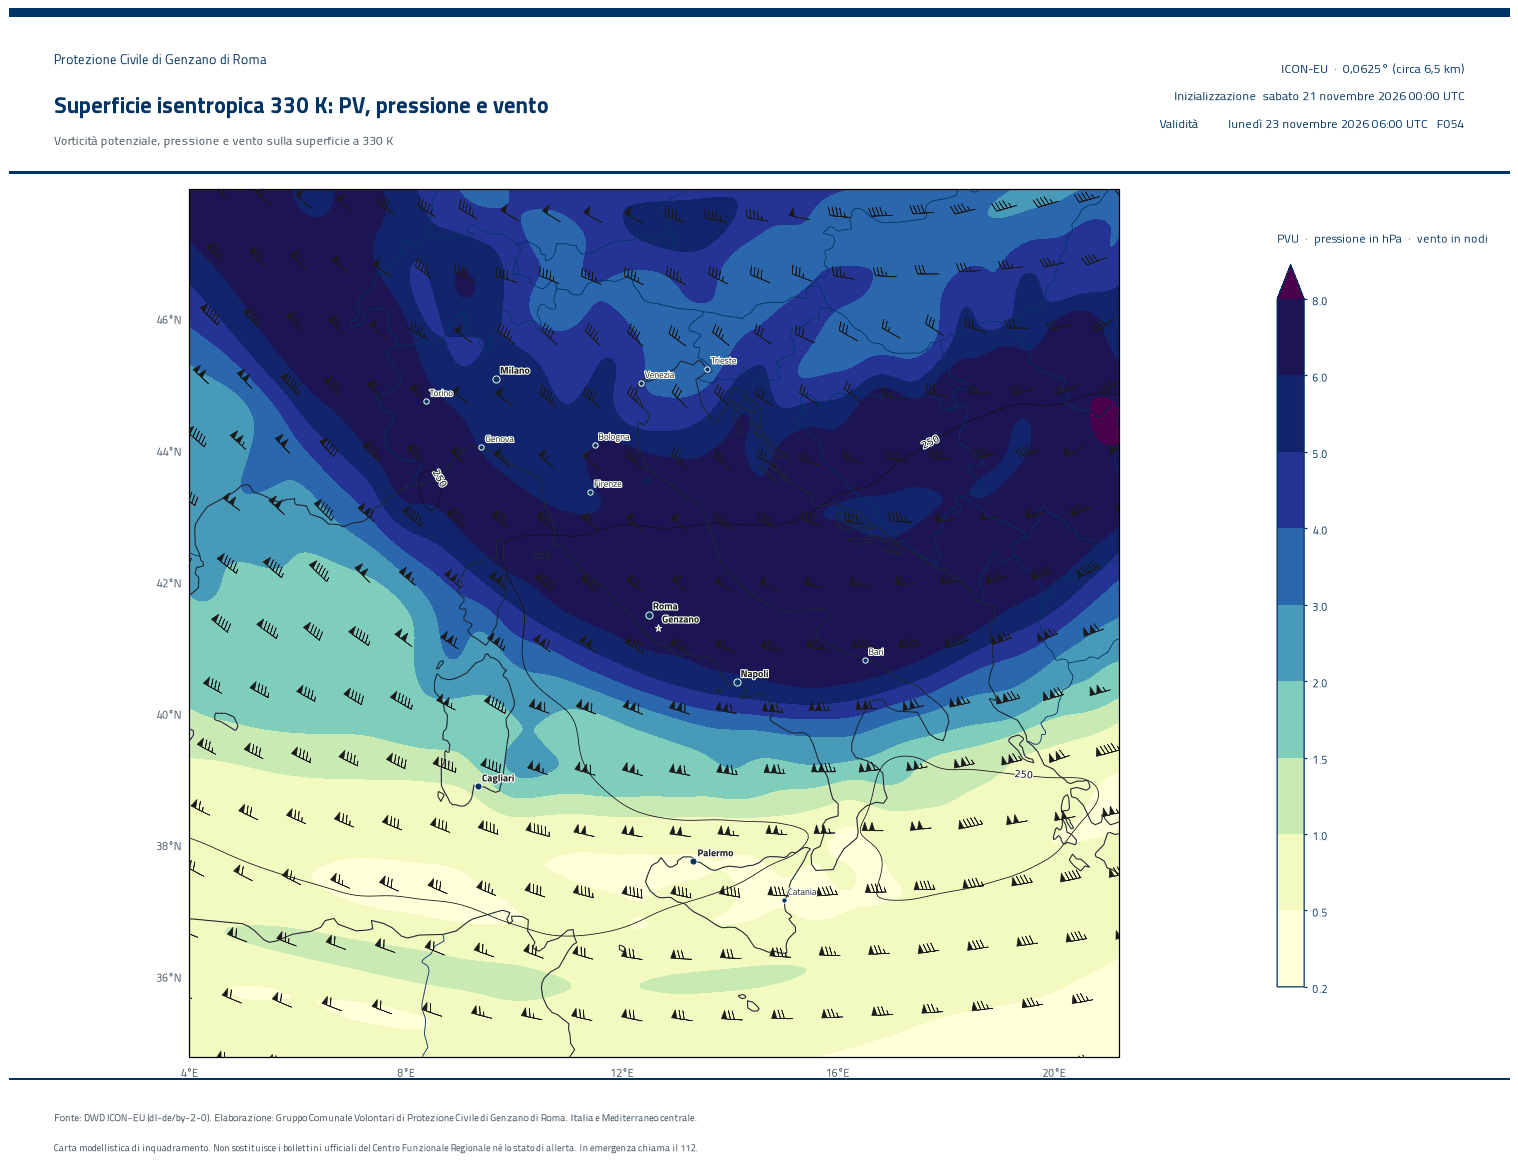 Protezione Civile di Genzano di Roma
Superficie isentropica 330 K: PV, pressione e vento
Vorticità potenziale, pressione e vento sulla superficie a 330 K
ICON-EU · 0,0625° (circa 6,5 km)
Inizializzazione sabato 21 novembre 2026 00:00 UTC
Validità lunedì 23 novembre 2026 06:00 UTC F054
PVU · pressione in hPa · vento in nodi
8.0
6.0
5.0
4.0
3.0
2.0
1.5
1.0
0.5
0.2
46°N
44°N
42°N
40°N
38°N
36°N
4°E
8°E
12°E
16°E
20°E
Trieste
Milano
Venezia
Torino
Genova
Bologna
250
250
Firenze
Roma
Genzano
Bari
Napoli
250
Cagliari
Palermo
Catania
Fonte: DWD ICON-EU (dl-de/by-2-0). Elaborazione: Gruppo Comunale Volontari di Protezione Civile di Genzano di Roma. Italia e Mediterraneo centrale.
Carta modellistica di inquadramento. Non sostituisce i bollettini ufficiali del Centro Funzionale Regionale né lo stato di allerta. In emergenza chiama il 112.